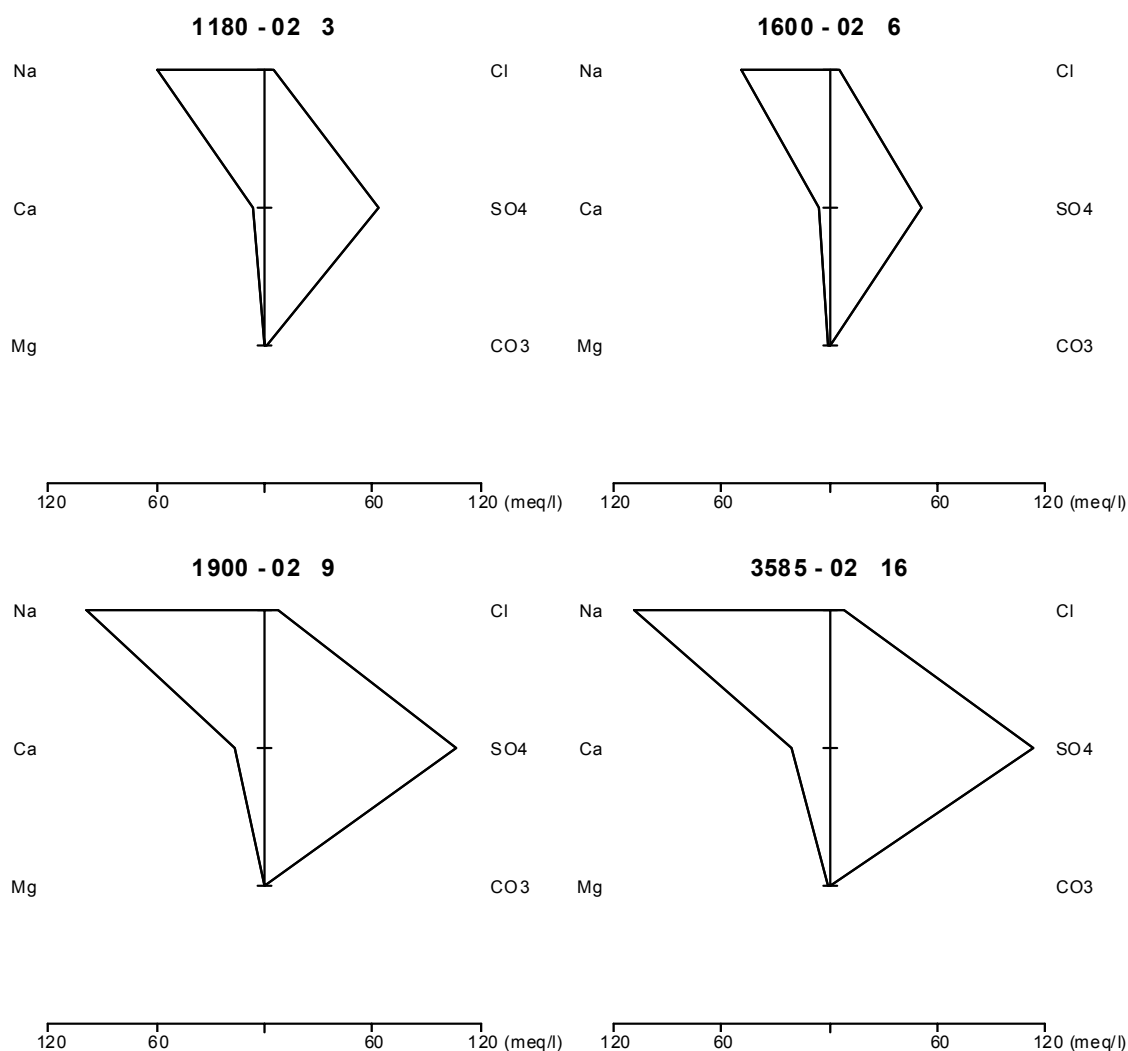 1180 - 02 3 1600 - 02 6
Na Cl Na Cl
Ca SO4 Ca SO4
Mg CO3 Mg CO3
120 60 60 120 (meq/l) 120 60 60 120 (meq/l)
1900 - 02 9 3585 - 02 16
Na Cl Na Cl
Ca SO4 Ca SO4
Mg CO3 Mg CO3
120 60 60 120 (meq/l) 120 60 60 120 (meq/l)